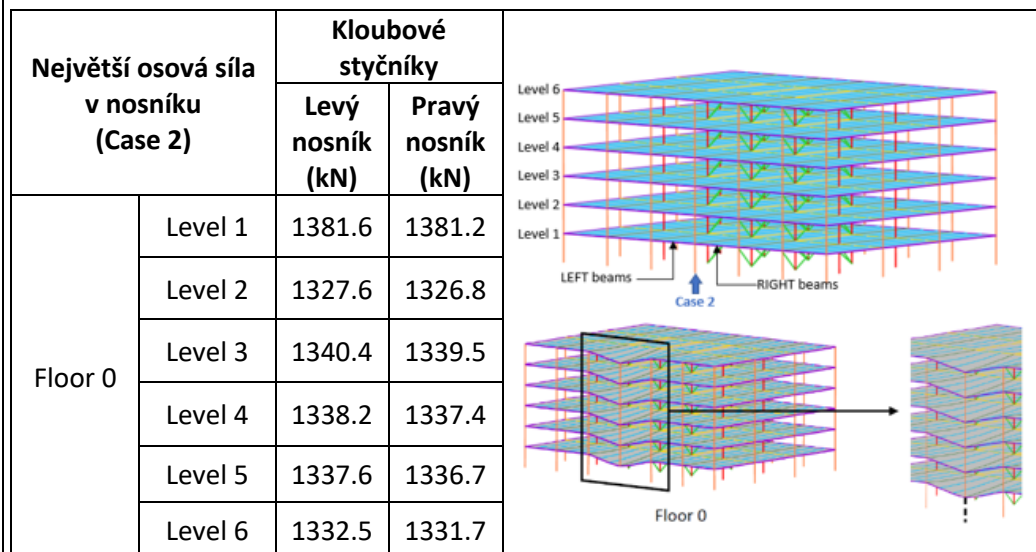 Největší osová síla
v nosníku
(Case 2)
Kloubové
styčníky
Levý
nosník
(kN)
Pravý
nosník
(kN)
Floor 0
Level 1 1381.6 1381.2
Level 2 1327.6 1326.8
Level 3 1340.4 1339.5
Level 4 1338.2 1337.4
Level 5 1337.6 1336.7
Level 6 1332.5 1331.7
Level 6
Level 5
Level 4
Level 3
Level 2
Level 1
LEFT beams
RIGHT beams
Case 2
Floor 0